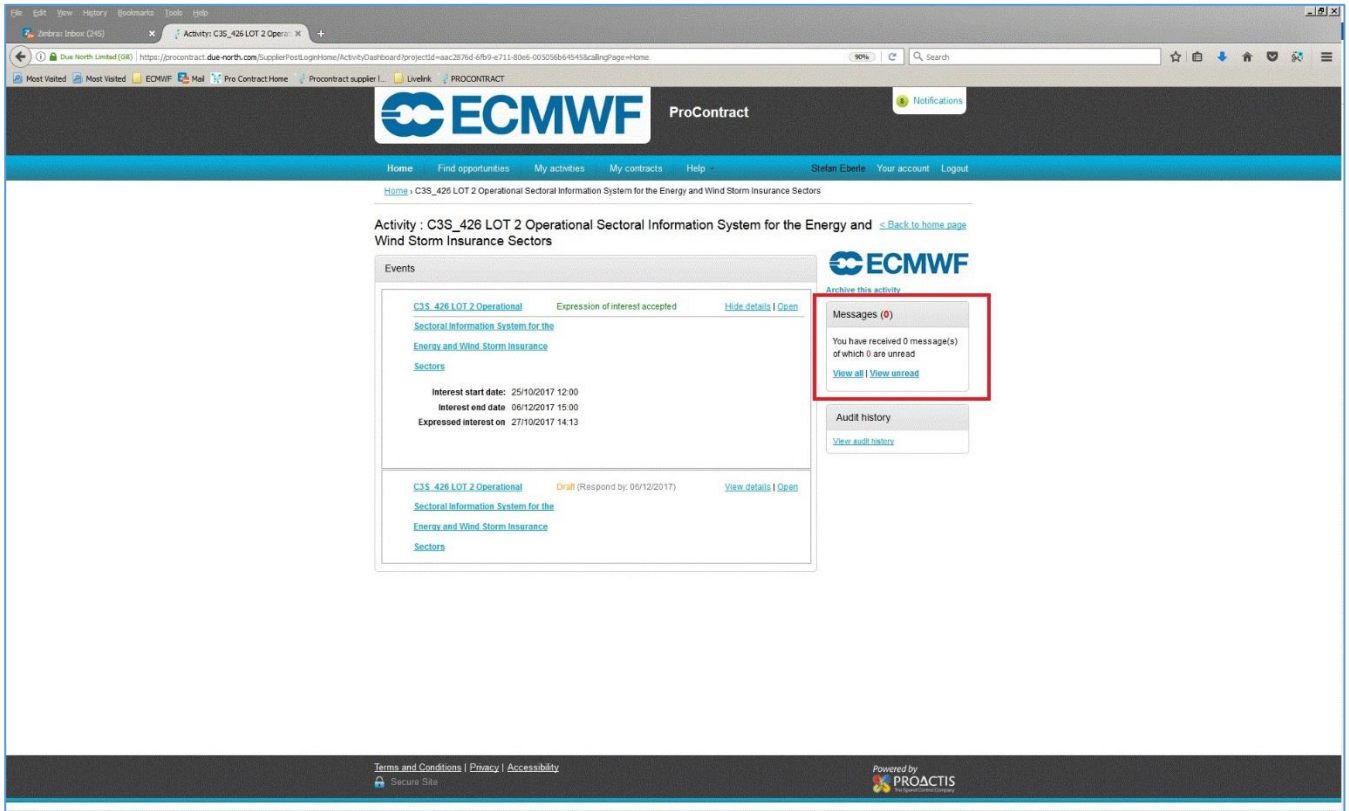 File Edit View History Bookmarks Tools Help
Zimbra: Inbox (245) × Activity: C3S_426 LOT 2 Operat × +
Due North Limited (GB) https://procontract.due-north.com/SupplierPostLoginHome/ActivityDashboard?projectId=aac2876d-6fb9-e711-80e6-005056b64545&callingPage=Home 90% Search
Most Visited Most Visited ECMWF Mail Pro Contract Home Procontract supplier l... Livelink PROCONTRACT
ECMWF ProContract Notifications
Home Find opportunities My activities My contracts Help Stefan Eberle Your account Logout
Home › C3S_426 LOT 2 Operational Sectoral Information System for the Energy and Wind Storm Insurance Sectors
Activity : C3S_426 LOT 2 Operational Sectoral Information System for the Energy and
Wind Storm Insurance Sectors
< Back to home page
Events
C3S_426 LOT 2 Operational Expression of interest accepted Hide details | Open
Sectoral Information System for the
Energy and Wind Storm Insurance
Sectors
Interest start date: 25/10/2017 12:00
Interest end date 06/12/2017 15:00
Expressed interest on 27/10/2017 14:13
C3S_426 LOT 2 Operational Draft (Respond by: 06/12/2017) View details | Open
Sectoral Information System for the
Energy and Wind Storm Insurance
Sectors
ECMWF
Archive this activity
Messages (0)
You have received 0 message(s)
of which 0 are unread
View all | View unread
Audit history
View audit history
Terms and Conditions | Privacy | Accessibility
Secure Site
Powered by
PROACTIS
The Spend Control Company